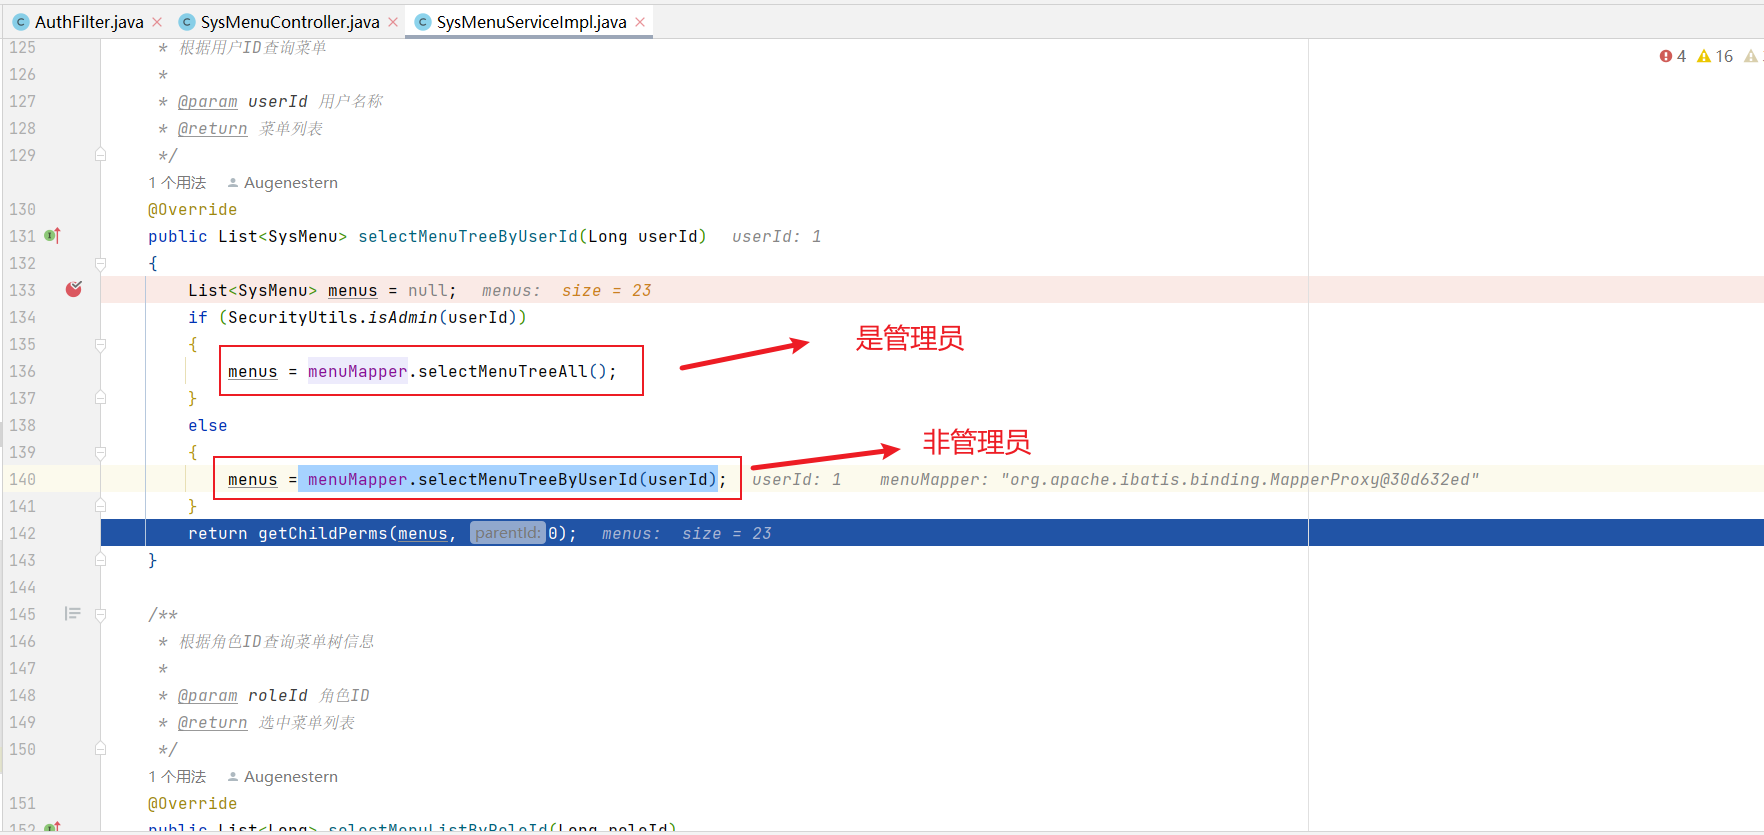 AuthFilter.java SysMenuController.java SysMenuServiceImpl.java
4 16
125 * 根据用户ID查询菜单
126 *
127 * @param userId 用户名称
128 * @return 菜单列表
129 */
1 个用法 Augenestern
130 @Override
131 public List<SysMenu> selectMenuTreeByUserId(Long userId) userId: 1
132 {
133 List<SysMenu> menus = null; menus: size = 23
134 if (SecurityUtils.isAdmin(userId))
135 {
是管理员
136 menus = menuMapper.selectMenuTreeAll();
137 }
138 else
139 {
非管理员
140 menus = menuMapper.selectMenuTreeByUserId(userId); userId: 1 menuMapper: "org.apache.ibatis.binding.MapperProxy@30d632ed"
141 }
142 return getChildPerms(menus, parentId: 0); menus: size = 23
143 }
144
145 /**
146 * 根据角色ID查询菜单树信息
147 *
148 * @param roleId 角色ID
149 * @return 选中菜单列表
150 */
1 个用法 Augenestern
151 @Override
152 public List<Long> selectMenuListByRoleId(Long roleId)